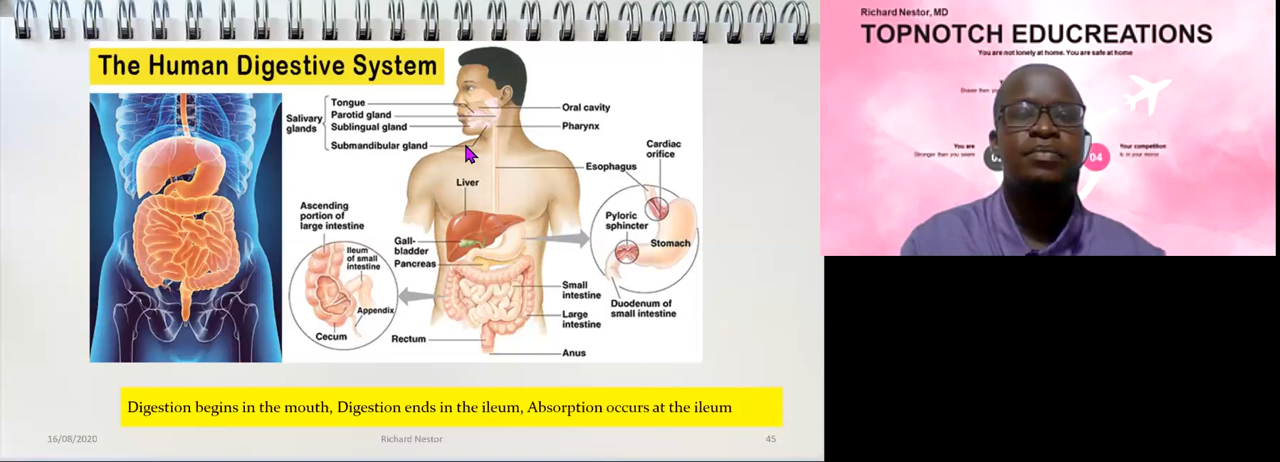 The Human Digestive System
Salivary
glands
Tongue
Parotid gland
Sublingual gland
Submandibular gland
Oral cavity
Pharynx
Esophagus
Cardiac
orifice
Liver
Ascending
portion of
large intestine
Ileum
of small
intestine
Appendix
Cecum
Gall-
bladder
Pancreas
Pyloric
sphincter
Stomach
Duodenum of
small intestine
Small
intestine
Large
intestine
Rectum
Anus
Digestion begins in the mouth, Digestion ends in the ileum, Absorption occurs at the ileum
16/08/2020
Richard Nestor
45
Richard Nestor, MD
TOPNOTCH EDUCREATIONS
You are not lonely at home. You are safe at home
You are
Stronger then you seem
04
Your competition
is in your mirror